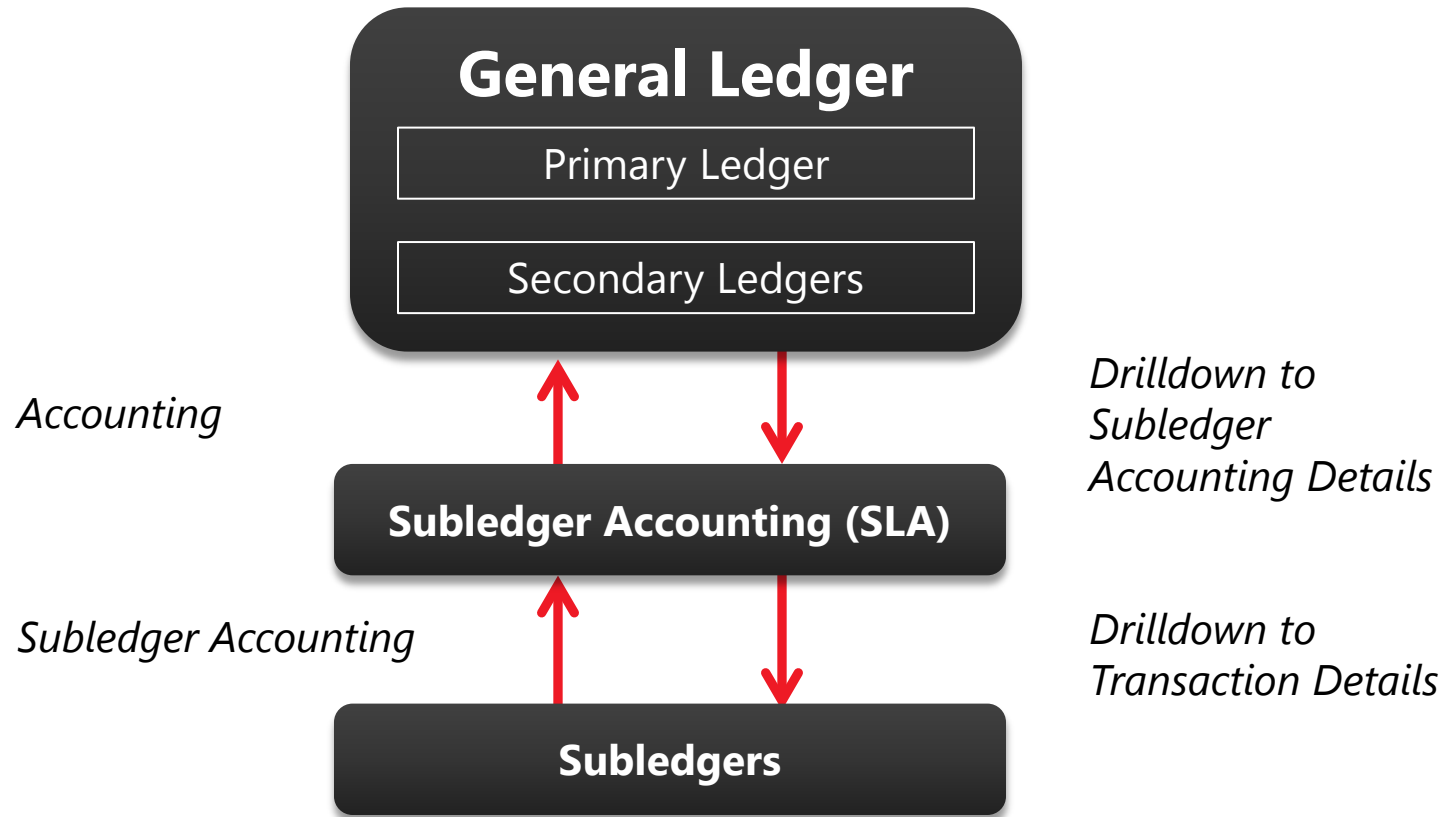 General Ledger
Primary Ledger
Secondary Ledgers
Accounting
Drilldown to
Subledger
Accounting Details
Subledger Accounting (SLA)
Subledger Accounting
Drilldown to
Transaction Details
Subledgers